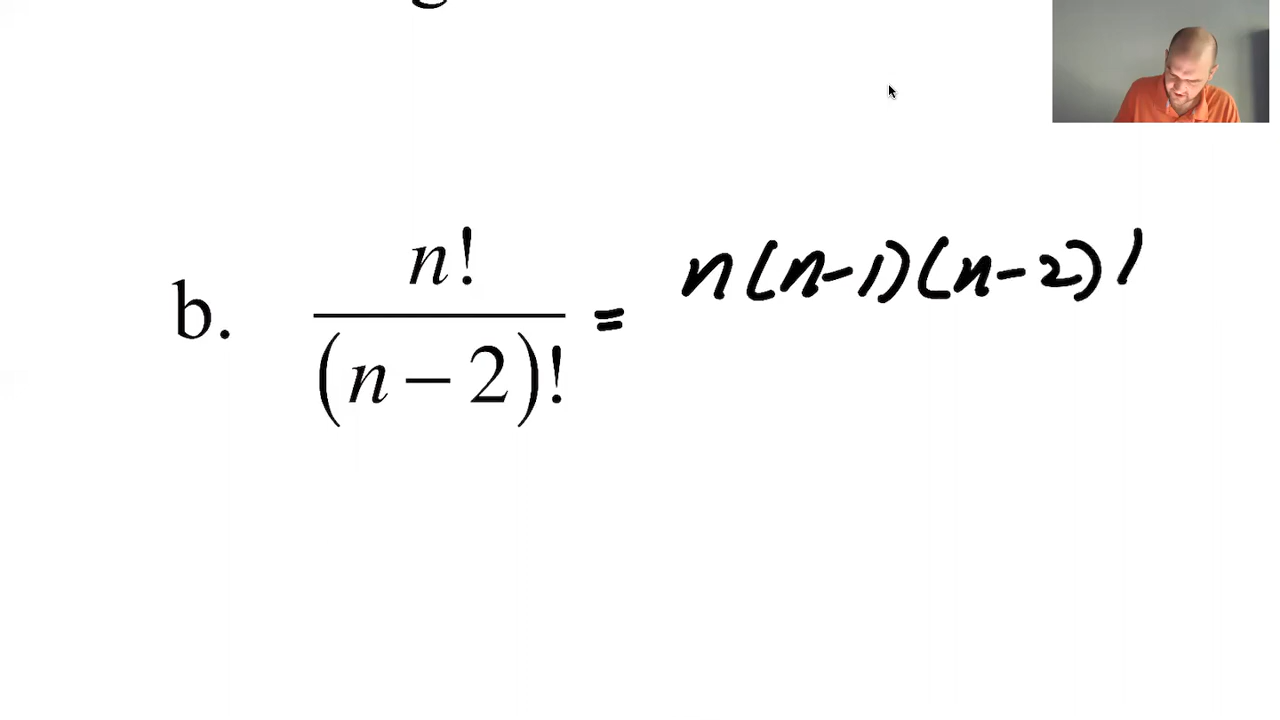 b. n! / (n − 2)! = n(n-1)(n-2)!